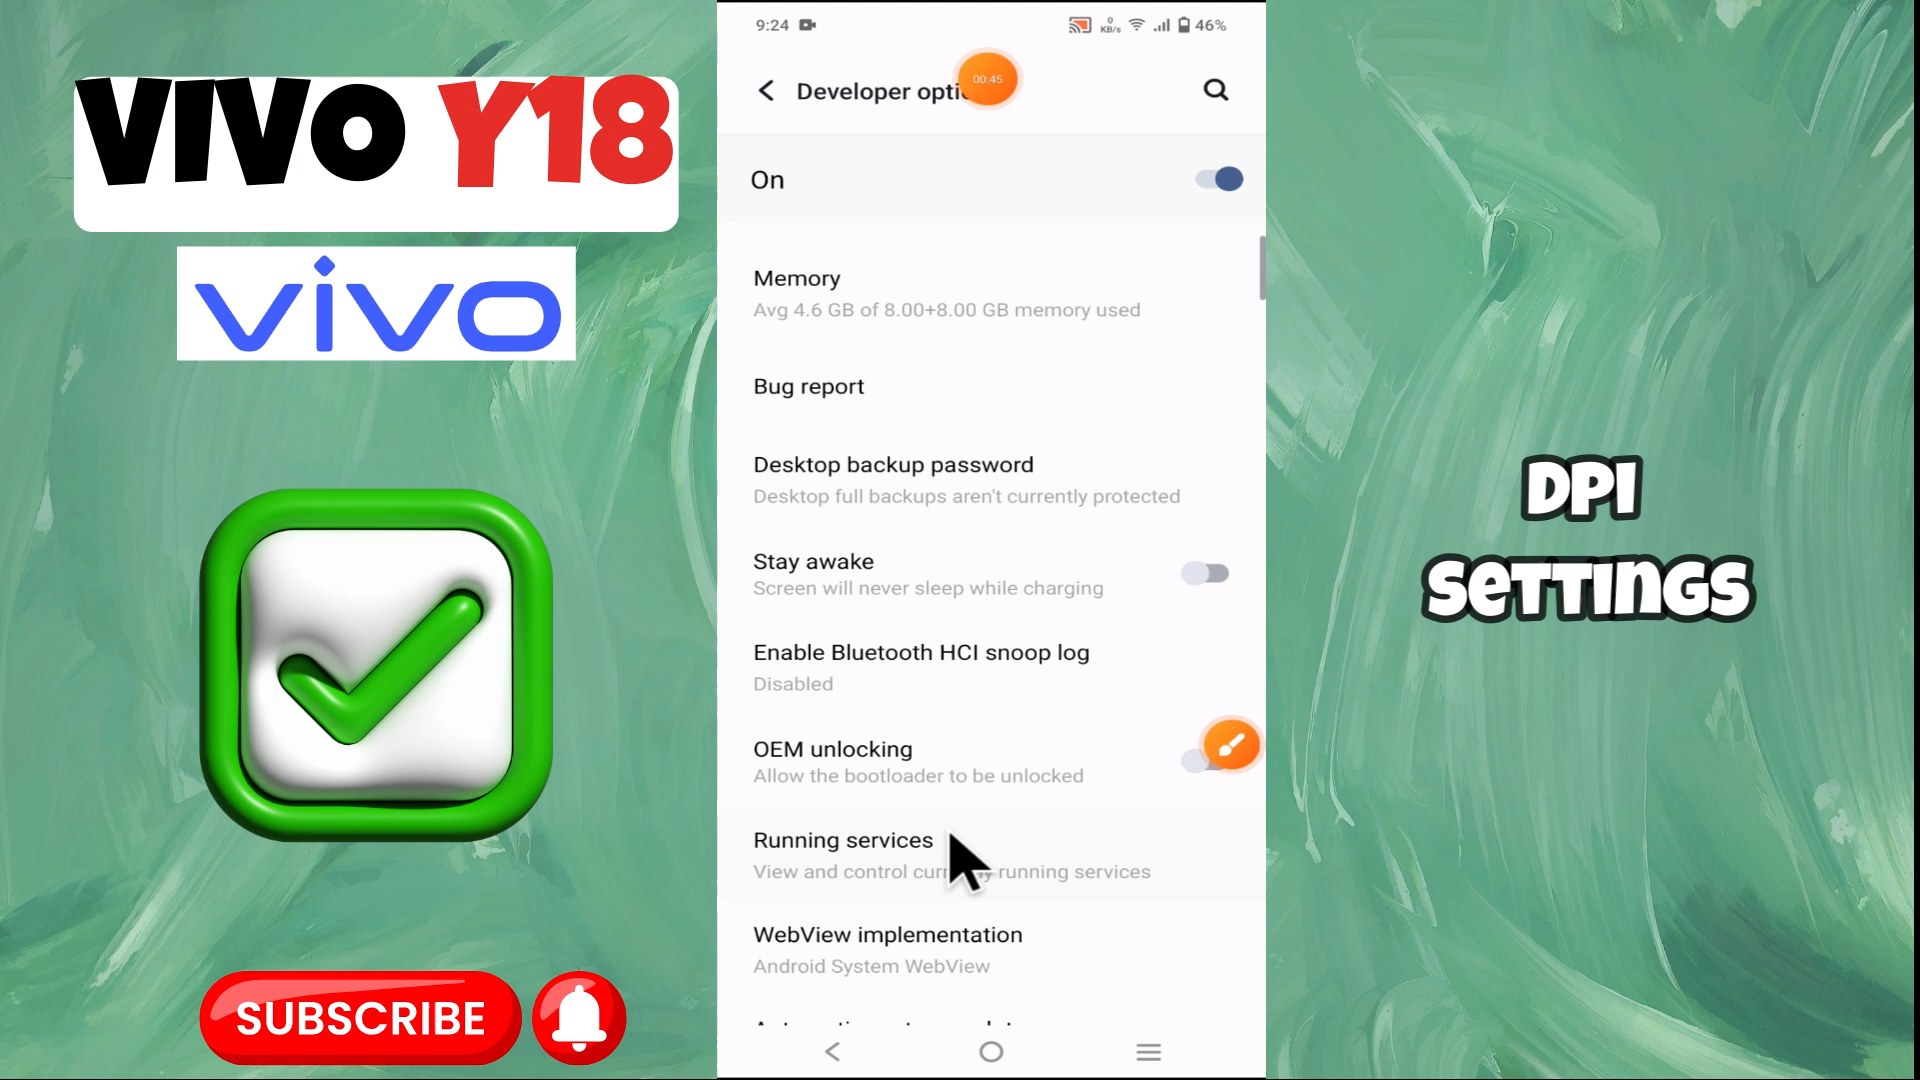 VIVO Y18
vivo
SUBSCRIBE
9:24
0 KB/s
46%
Developer opti
00:45
On
Memory
Avg 4.6 GB of 8.00+8.00 GB memory used
Bug report
Desktop backup password
Desktop full backups aren't currently protected
Stay awake
Screen will never sleep while charging
Enable Bluetooth HCI snoop log
Disabled
OEM unlocking
Allow the bootloader to be unlocked
Running services
View and control running services
WebView implementation
Android System WebView
DPI
SETTINGS